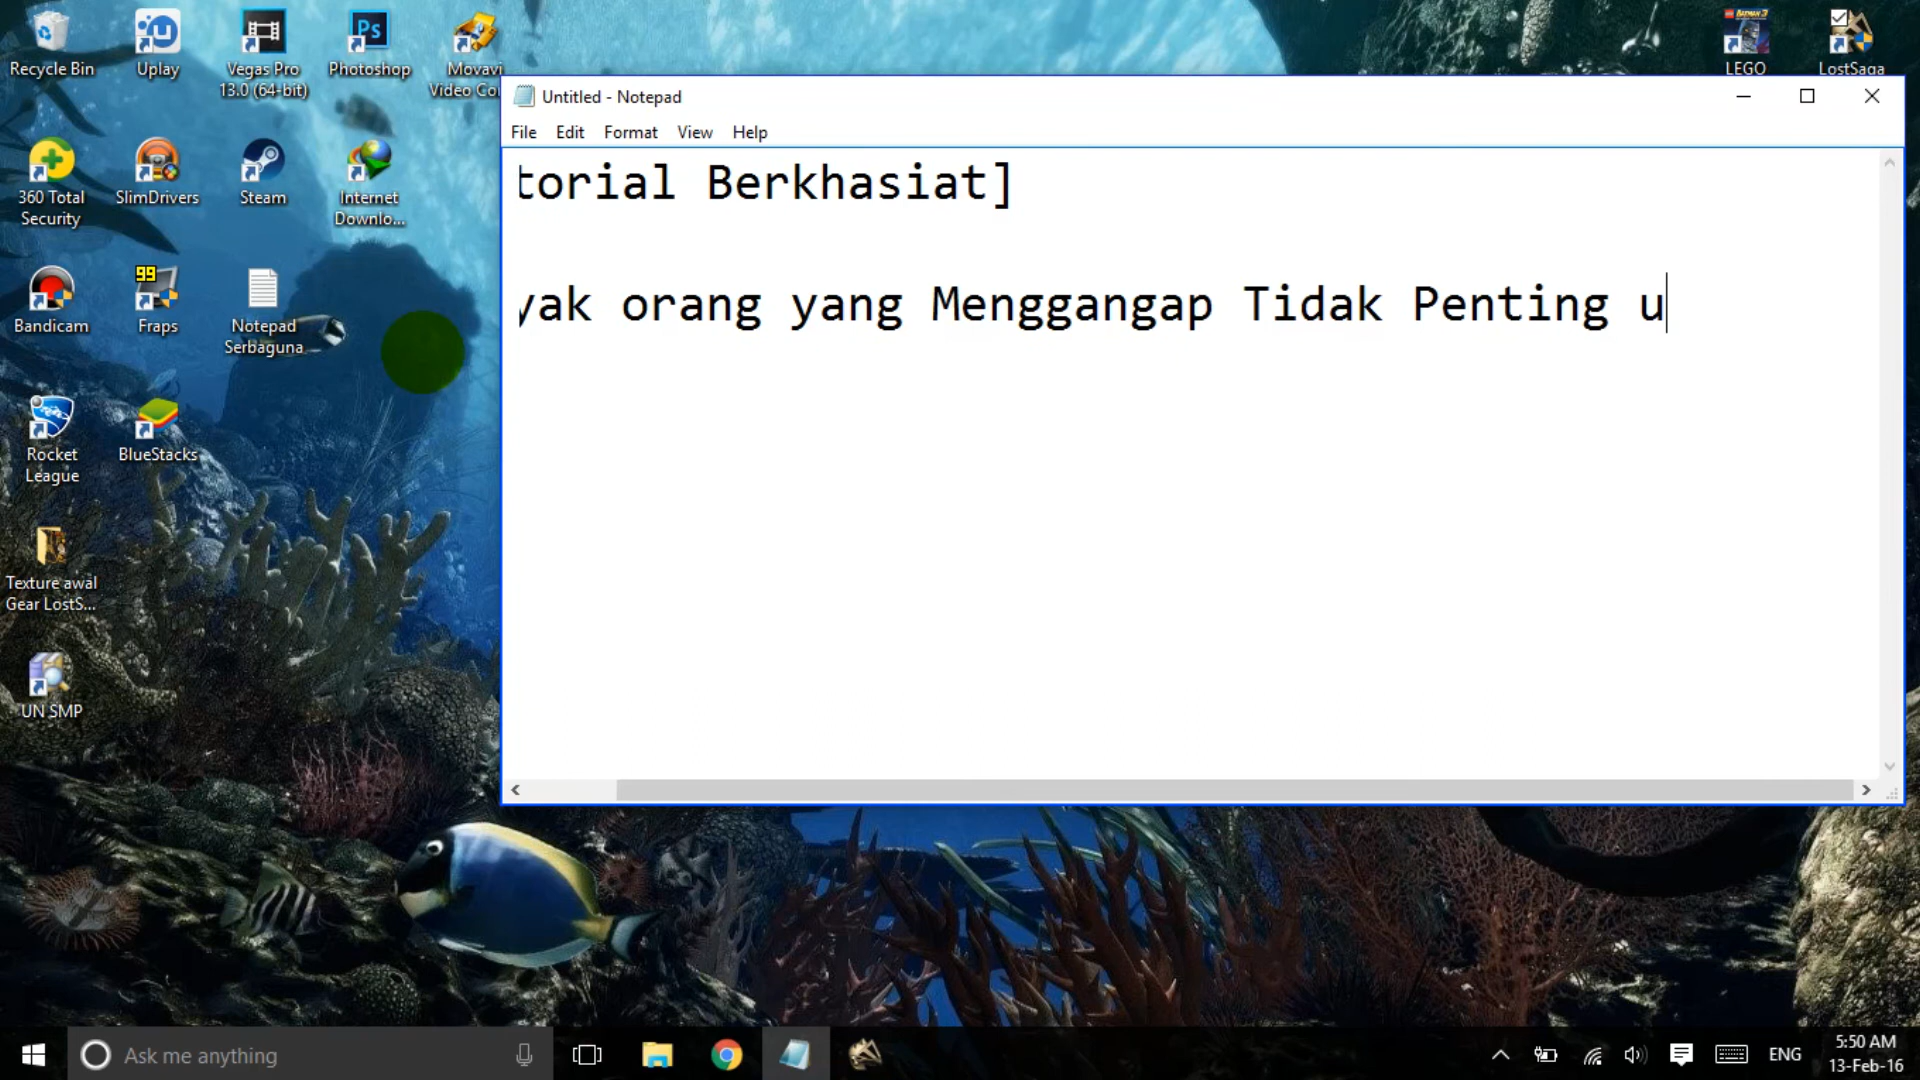 Recycle Bin
Uplay
Vegas Pro
13.0 (64-bit)
Ps
Photoshop
Movavi
Video Co
LEGO
LostSaga
360 Total
Security
SlimDrivers
Steam
Internet
Downlo...
Bandicam
99
Fraps
Notepad
Serbaguna
Rocket
League
BlueStacks
Texture awal
Gear LostS...
UN SMP
Untitled - Notepad
File Edit Format View Help
torial Berkhasiat]
yak orang yang Menggangap Tidak Penting u
Ask me anything
ENG
5:50 AM
13-Feb-16